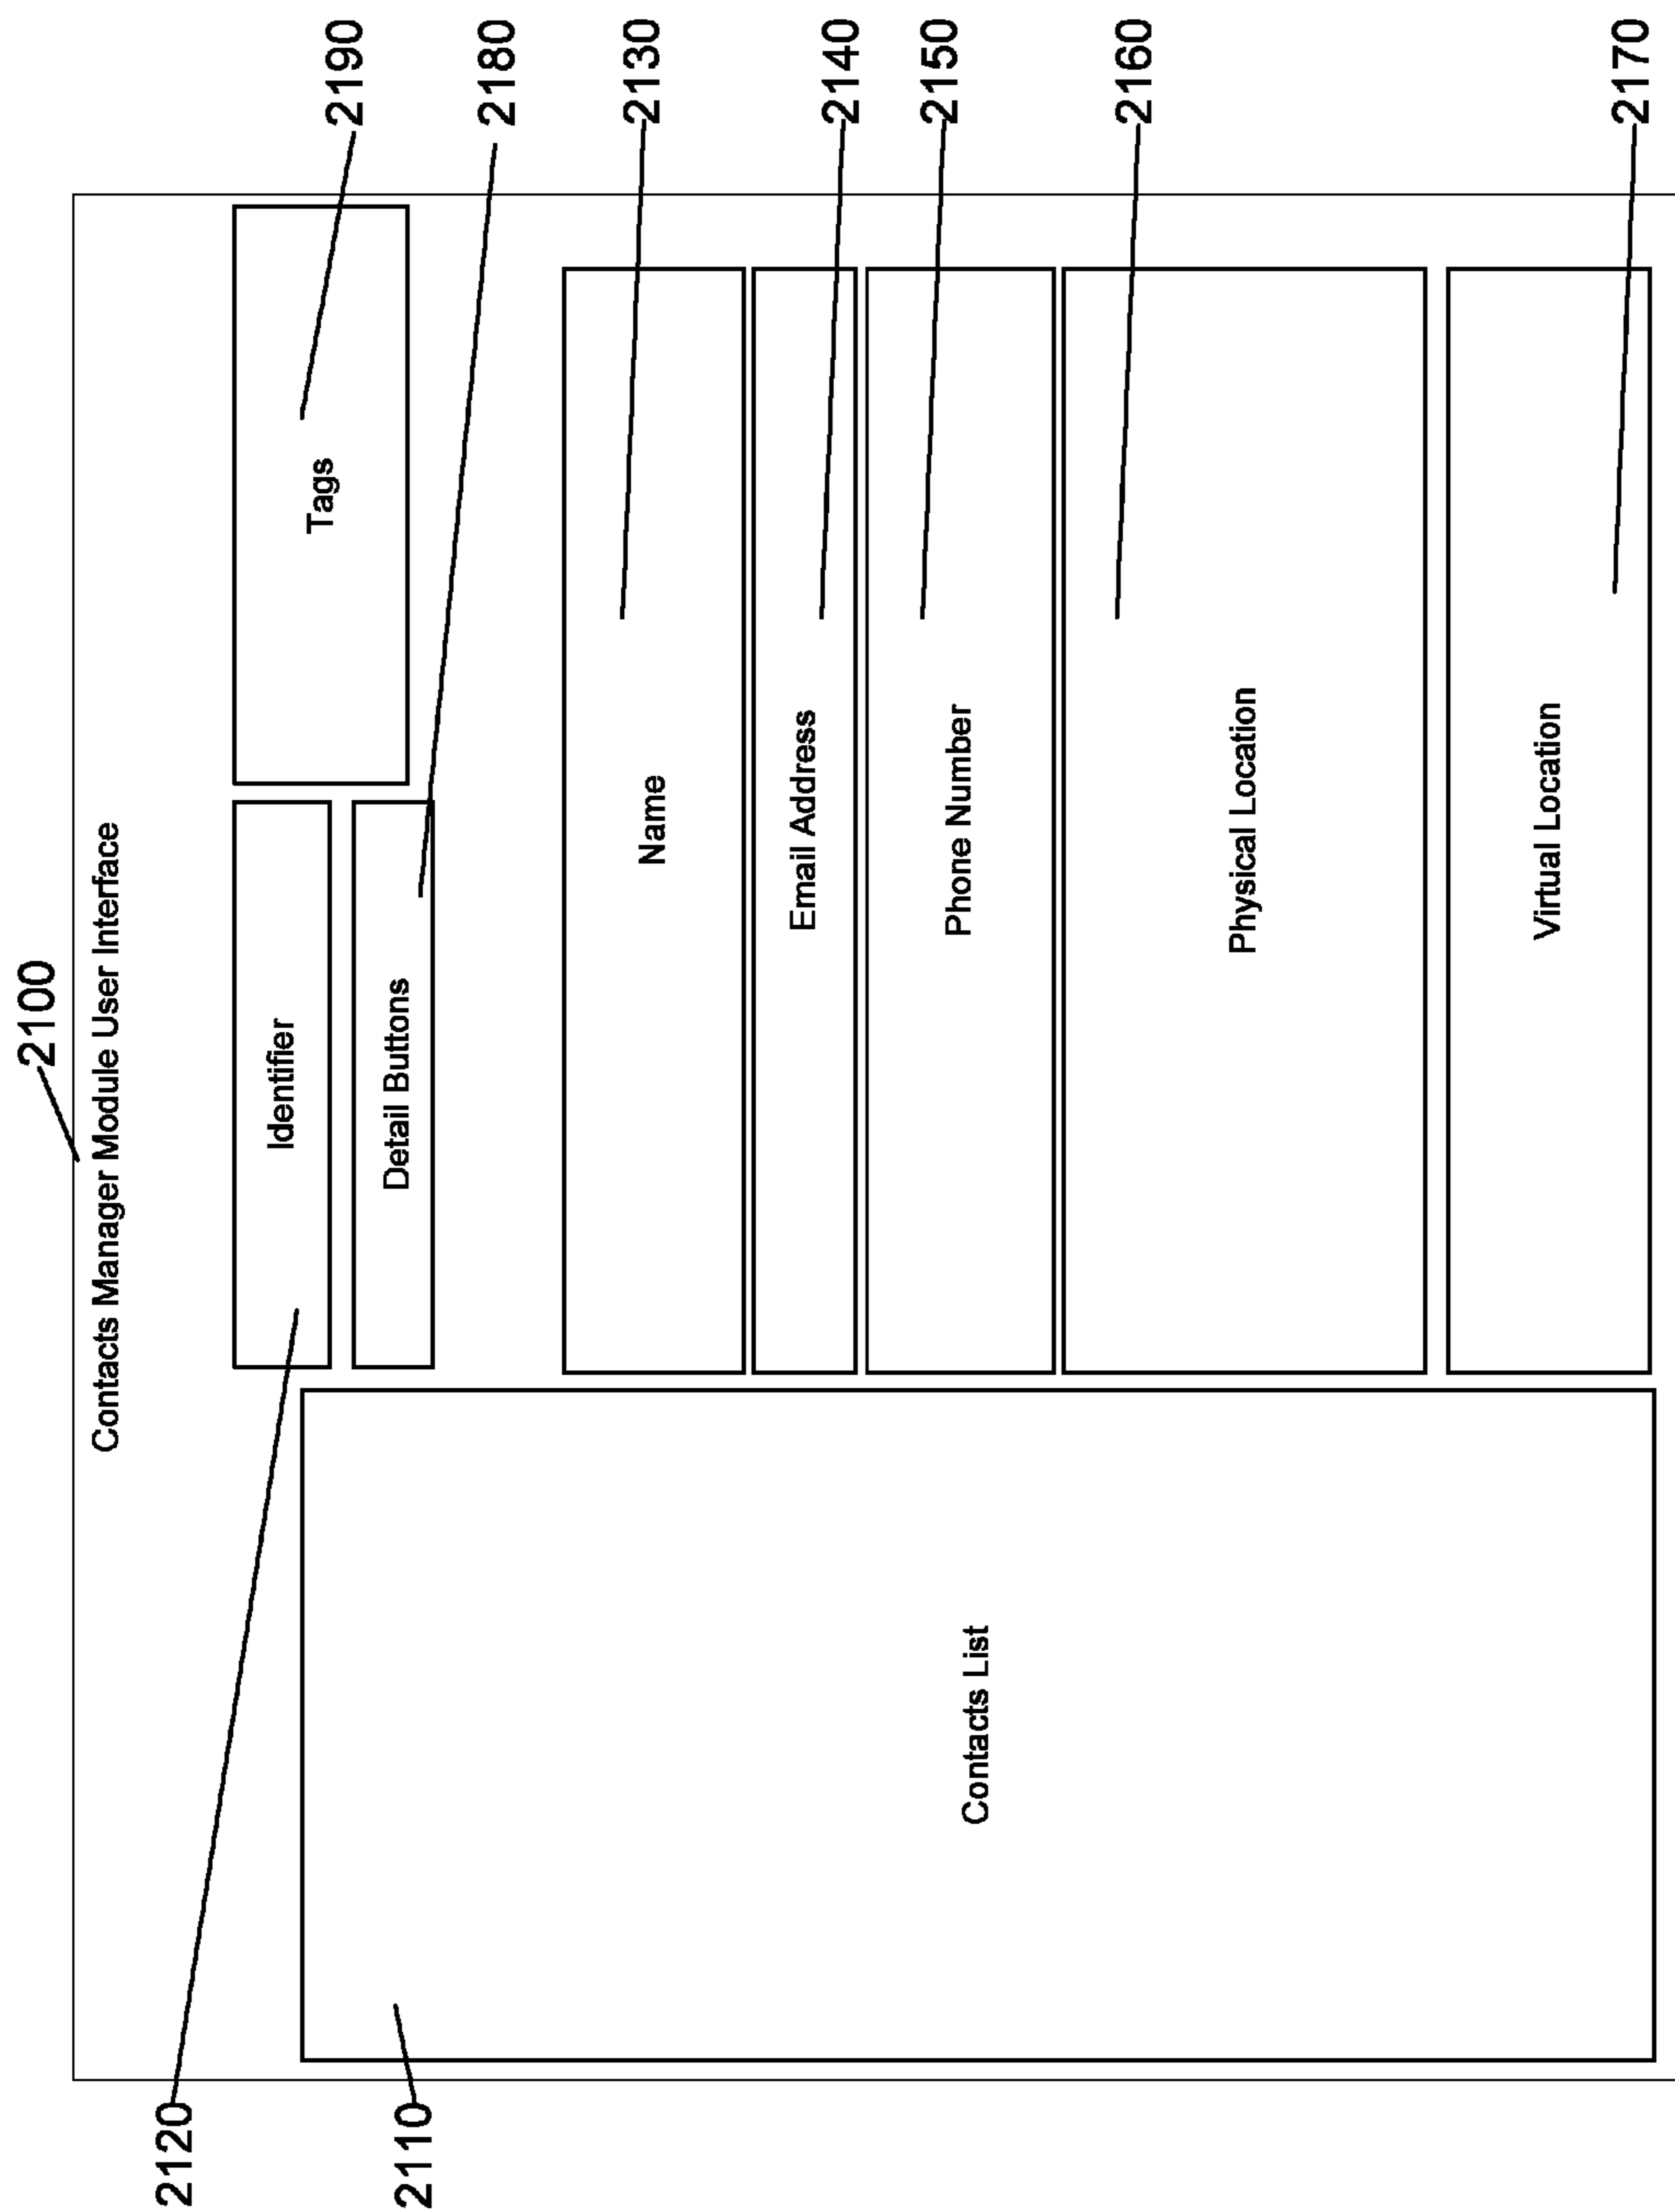 2100
Contacts Manager Module User Interface
2120
Identifier
Tags
2190
2110
Detail Buttons
2180
Name
2130
Email Address
2140
Contacts List
Phone Number
2150
Physical Location
2160
Virtual Location
2170